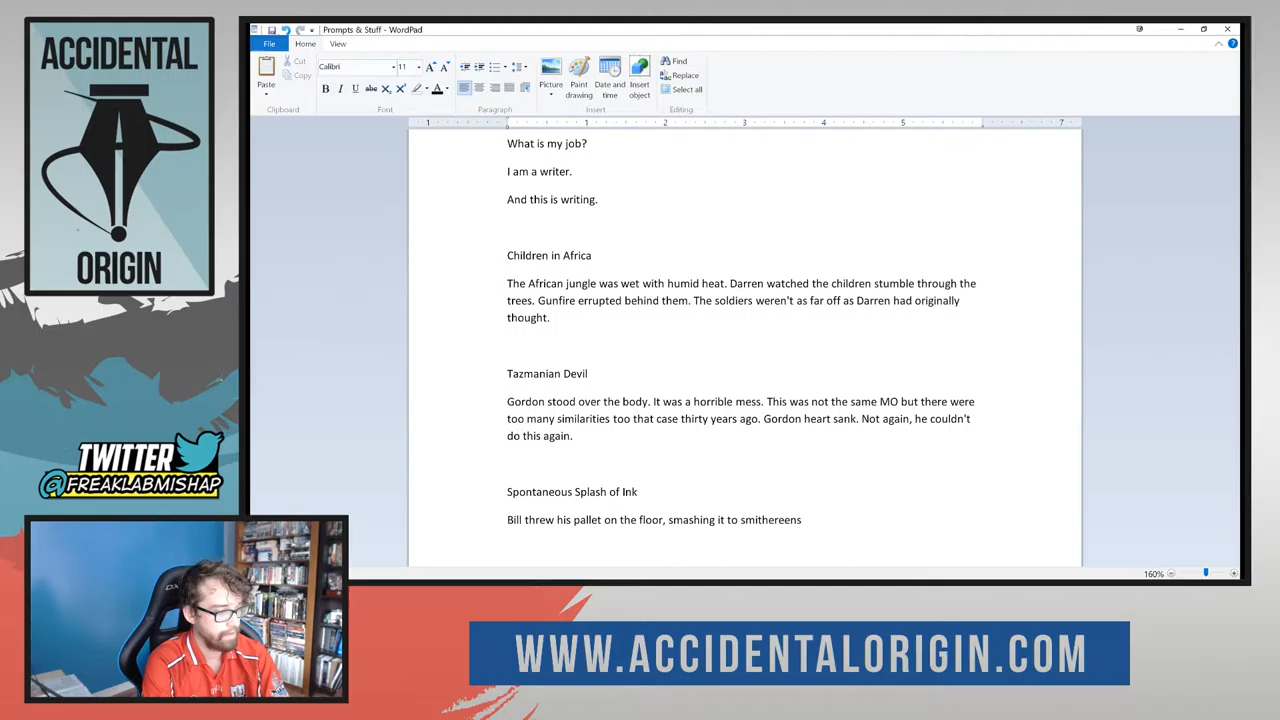 ACCIDENTAL
ORIGIN
TWITTER
@FREAKLABMISHAP
Prompts & Stuff - WordPad
File
Home
View
Paste
Cut
Copy
Clipboard
Calibri
11
Font
Paragraph
Picture
Paint drawing
Date and time
Insert object
Insert
Find
Replace
Select all
Editing
1 1 2 3 4 5 7
What is my job?
I am a writer.
And this is writing.
Children in Africa
The African jungle was wet with humid heat. Darren watched the children stumble through the
trees. Gunfire errupted behind them. The soldiers weren't as far off as Darren had originally
thought.
Tazmanian Devil
Gordon stood over the body. It was a horrible mess. This was not the same MO but there were
too many similarities too that case thirty years ago. Gordon heart sank. Not again, he couldn't
do this again.
Spontaneous Splash of Ink
Bill threw his pallet on the floor, smashing it to smithereens
160%
WWW.ACCIDENTALORIGIN.COM